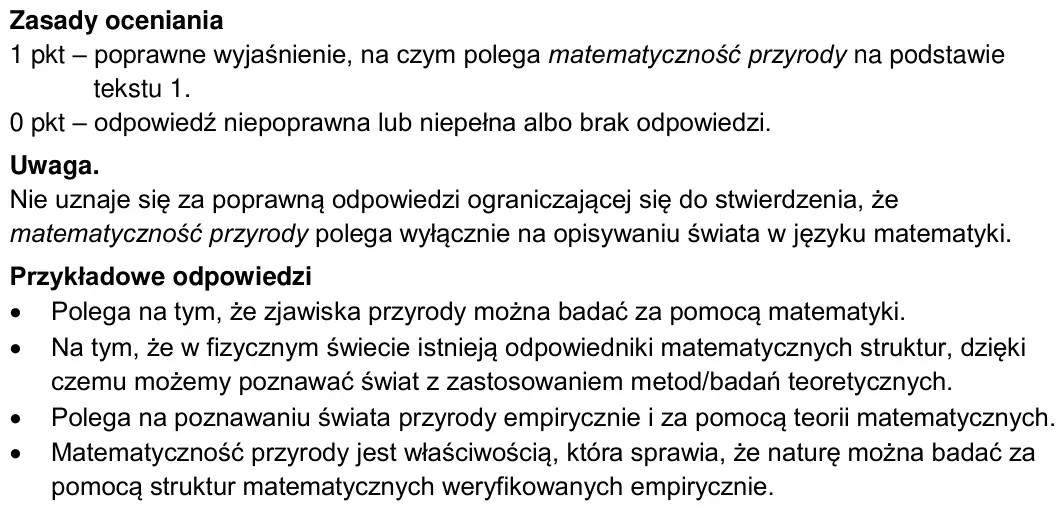 Zasady oceniania
1 pkt – poprawne wyjaśnienie, na czym polega matematyczność przyrody na podstawie
tekstu 1.
0 pkt – odpowiedź niepoprawna lub niepełna albo brak odpowiedzi.
Uwaga.
Nie uznaje się za poprawną odpowiedzi ograniczającej się do stwierdzenia, że
matematyczność przyrody polega wyłącznie na opisywaniu świata w języku matematyki.
Przykładowe odpowiedzi
• Polega na tym, że zjawiska przyrody można badać za pomocą matematyki.
• Na tym, że w fizycznym świecie istnieją odpowiedniki matematycznych struktur, dzięki
czemu możemy poznawać świat z zastosowaniem metod/badań teoretycznych.
• Polega na poznawaniu świata przyrody empirycznie i za pomocą teorii matematycznych.
• Matematyczność przyrody jest właściwością, która sprawia, że naturę można badać za
pomocą struktur matematycznych weryfikowanych empirycznie.